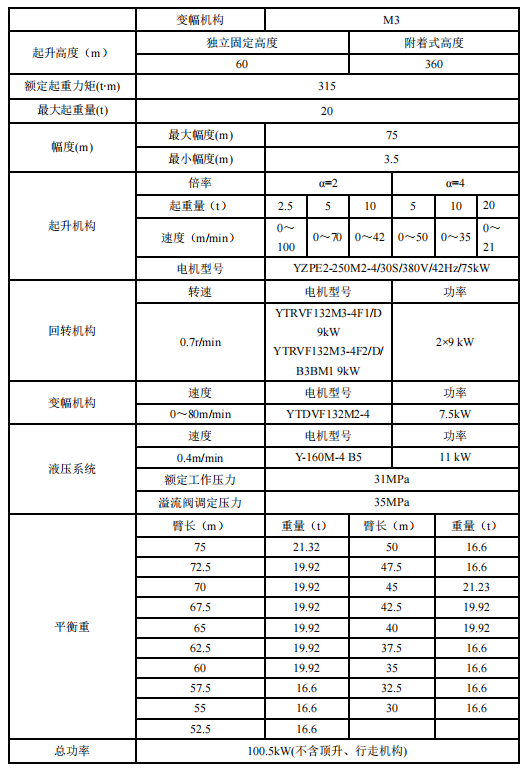 变幅机构 M3
起升高度（m） 独立固定高度 附着式高度
60 360
额定起重力矩(t·m) 315
最大起重量(t) 20
幅度(m) 最大幅度(m) 75
最小幅度(m) 3.5
起升机构 倍率 α=2 α=4
起重量（t） 2.5 5 10 5 10 20
速度（m/min） 0～100 0～70 0～42 0～50 0～35 0～21
电机型号 YZPE2-250M2-4/30S/380V/42Hz/75kW
回转机构 转速 电机型号 功率
0.7r/min YTRVF132M3-4F1/D 9kW YTRVF132M3-4F2/D/B3BM1 9kW 2×9 kW
变幅机构 速度 电机型号 功率
0～80m/min YTDVF132M2-4 7.5kW
液压系统 速度 电机型号 功率
0.4m/min Y-160M-4 B5 11 kW
额定工作压力 31MPa
溢流阀调定压力 35MPa
平衡重 臂长（m） 重量（t） 臂长（m） 重量（t）
75 21.32 50 16.6
72.5 19.92 47.5 16.6
70 19.92 45 21.23
67.5 19.92 42.5 19.92
65 19.92 40 19.92
62.5 19.92 37.5 16.6
60 19.92 35 16.6
57.5 16.6 32.5 16.6
55 16.6 30 16.6
52.5 16.6
总功率 100.5kW(不含顶升、行走机构)